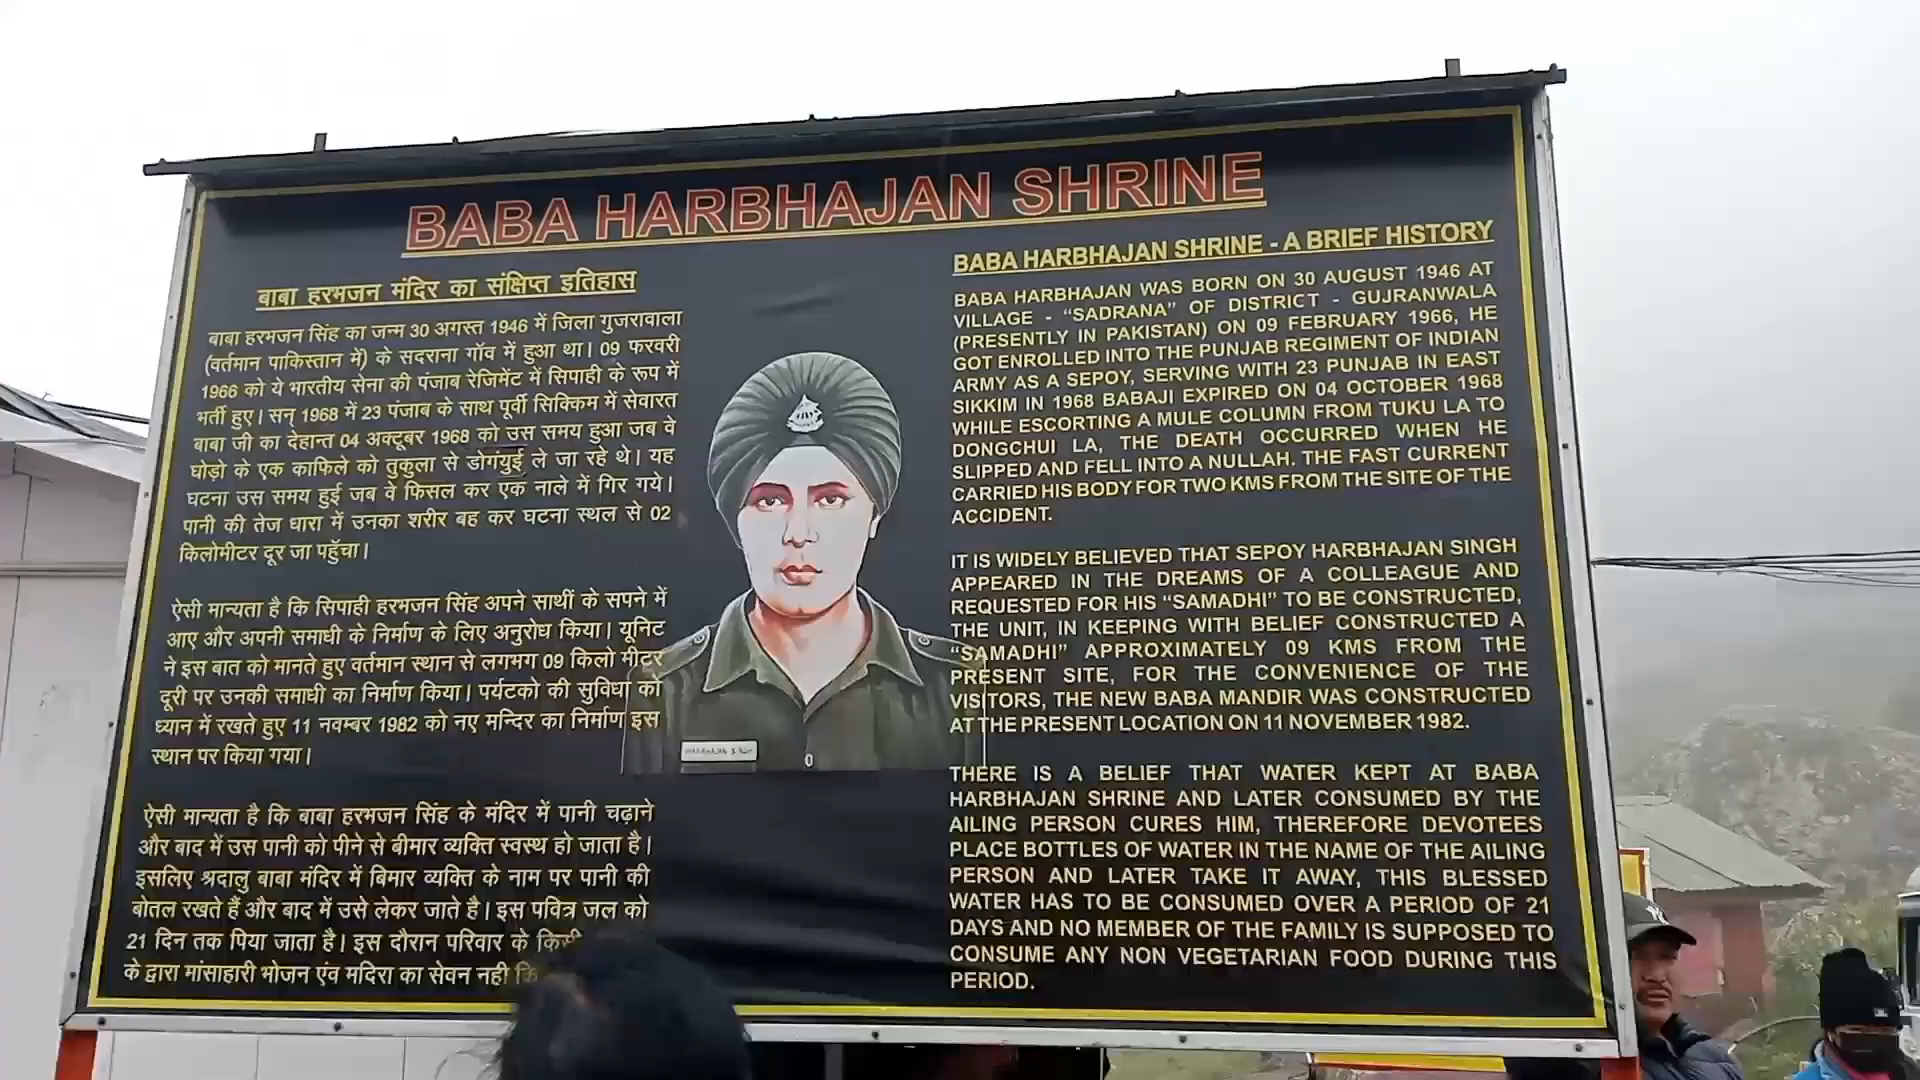 BABA HARBHAJAN SHRINE
बाबा हरभजन मंदिर का संक्षिप्त इतिहास
बाबा हरभजन सिंह का जन्म 30 अगस्त 1946 में जिला गुजरावाला
(वर्तमान पाकिस्तान में) के सदराना गॉव में हुआ था। 09 फरवरी
1966 को ये भारतीय सेना की पंजाब रेजिमेंट में सिपाही के रूप में
भर्ती हुए। सन् 1968 में 23 पंजाब के साथ पूर्वी सिक्किम में सेवारत
बाबा जी का देहान्त 04 अक्टूबर 1968 को उस समय हुआ जब वे
घोड़ो के एक काफिले को तुकुला से डोगंयुई ले जा रहे थे। यह
घटना उस समय हुई जब वे फिसल कर एक नाले में गिर गये।
पानी की तेज धारा में उनका शरीर बह कर घटना स्थल से 02
किलोमीटर दूर जा पहुॅचा।
ऐसी मान्यता है कि सिपाही हरभजन सिंह अपने साथीं के सपने में
आए और अपनी समाधी के निर्माण के लिए अनुरोध किया। यूनिट
ने इस बात को मानते हुए वर्तमान स्थान से लगभग 09 किलो मीटर
दूरी पर उनकी समाधी का निर्माण किया। पर्यटको की सुविधा को
ध्यान में रखते हुए 11 नवम्बर 1982 को नए मन्दिर का निर्माण इस
स्थान पर किया गया।
ऐसी मान्यता है कि बाबा हरभजन सिंह के मंदिर में पानी चढ़ाने
और बाद में उस पानी को पीने से बीमार व्यक्ति स्वस्थ हो जाता है।
इसलिए श्रदालु बाबा मंदिर में बिमार व्यक्ति के नाम पर पानी की
बोतल रखते हैं और बाद में उसे लेकर जाते है। इस पवित्र जल को
21 दिन तक पिया जाता है। इस दौरान परिवार के किसी
के द्वारा मांसाहारी भोजन एंव मदिरा का सेवन नही
HARBHAJAN SINGH
BABA HARBHAJAN SHRINE - A BRIEF HISTORY
BABA HARBHAJAN WAS BORN ON 30 AUGUST 1946 AT
VILLAGE - “SADRANA” OF DISTRICT - GUJRANWALA
(PRESENTLY IN PAKISTAN) ON 09 FEBRUARY 1966, HE
GOT ENROLLED INTO THE PUNJAB REGIMENT OF INDIAN
ARMY AS A SEPOY, SERVING WITH 23 PUNJAB IN EAST
SIKKIM IN 1968 BABAJI EXPIRED ON 04 OCTOBER 1968
WHILE ESCORTING A MULE COLUMN FROM TUKU LA TO
DONGCHUI LA, THE DEATH OCCURRED WHEN HE
SLIPPED AND FELL INTO A NULLAH. THE FAST CURRENT
CARRIED HIS BODY FOR TWO KMS FROM THE SITE OF THE
ACCIDENT.
IT IS WIDELY BELIEVED THAT SEPOY HARBHAJAN SINGH
APPEARED IN THE DREAMS OF A COLLEAGUE AND
REQUESTED FOR HIS “SAMADHI” TO BE CONSTRUCTED,
THE UNIT, IN KEEPING WITH BELIEF CONSTRUCTED A
“SAMADHI” APPROXIMATELY 09 KMS FROM THE
PRESENT SITE, FOR THE CONVENIENCE OF THE
VISITORS, THE NEW BABA MANDIR WAS CONSTRUCTED
AT THE PRESENT LOCATION ON 11 NOVEMBER 1982.
THERE IS A BELIEF THAT WATER KEPT AT BABA
HARBHAJAN SHRINE AND LATER CONSUMED BY THE
AILING PERSON CURES HIM, THEREFORE DEVOTEES
PLACE BOTTLES OF WATER IN THE NAME OF THE AILING
PERSON AND LATER TAKE IT AWAY, THIS BLESSED
WATER HAS TO BE CONSUMED OVER A PERIOD OF 21
DAYS AND NO MEMBER OF THE FAMILY IS SUPPOSED TO
CONSUME ANY NON VEGETARIAN FOOD DURING THIS
PERIOD.